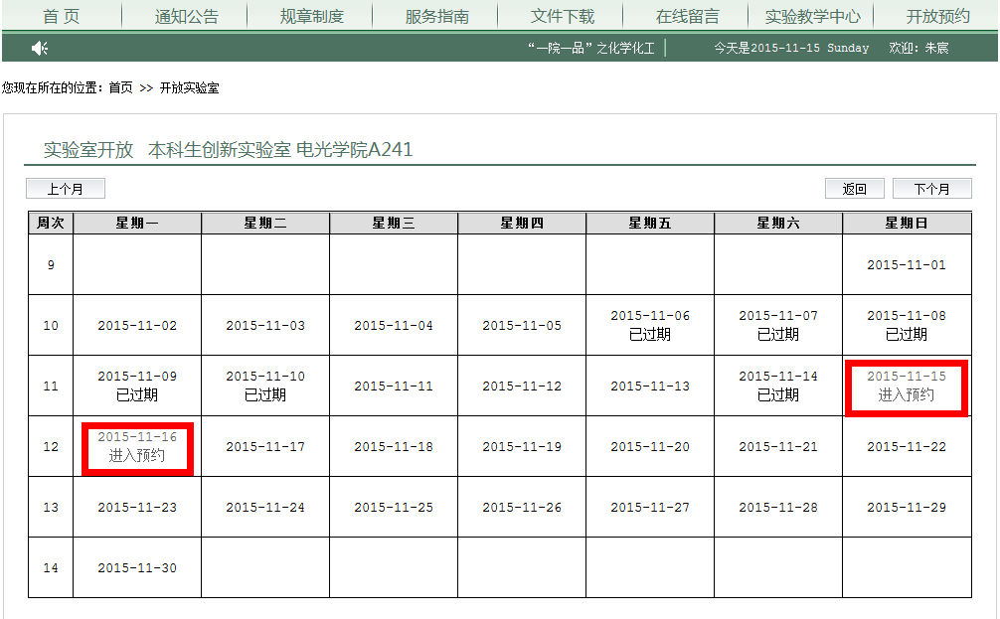 首 页 通知公告 规章制度 服务指南 文件下载 在线留言 实验教学中心 开放预约
“一院一品”之化学化工 今天是2015-11-15 Sunday 欢迎: 朱宸
您现在所在的位置: 首页 >> 开放实验室
实验室开放 本科生创新实验室 电光学院A241
上个月 返回 下个月
周次 星期一 星期二 星期三 星期四 星期五 星期六 星期日
9 2015-11-01
10 2015-11-02 2015-11-03 2015-11-04 2015-11-05 2015-11-06 2015-11-07 2015-11-08
已过期 已过期 已过期
11 2015-11-09 2015-11-10 2015-11-11 2015-11-12 2015-11-13 2015-11-14 2015-11-15
已过期 已过期 已过期 进入预约
12 2015-11-16 2015-11-17 2015-11-18 2015-11-19 2015-11-20 2015-11-21 2015-11-22
进入预约
13 2015-11-23 2015-11-24 2015-11-25 2015-11-26 2015-11-27 2015-11-28 2015-11-29
14 2015-11-30